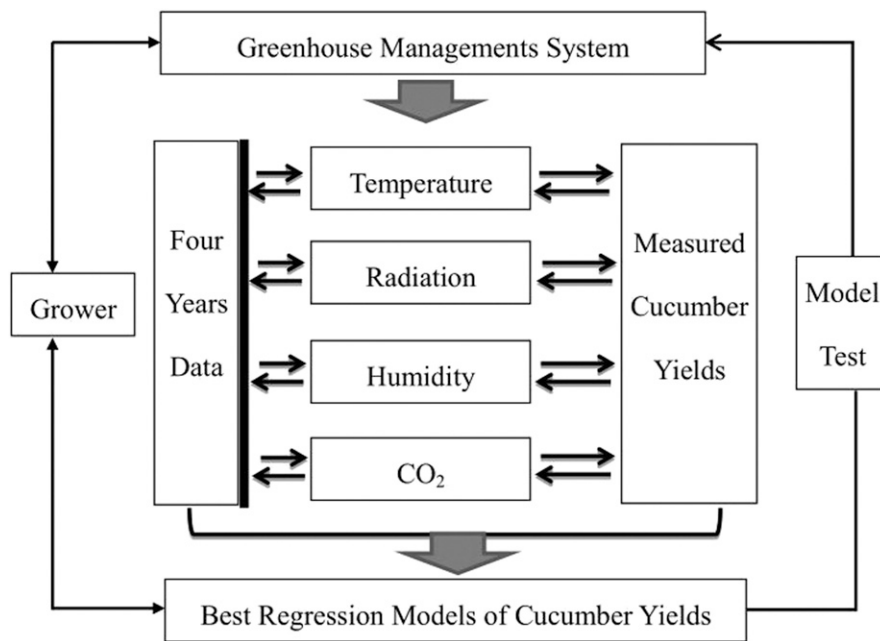 Greenhouse Managements System
Four
Years
Data
Temperature
Radiation
Humidity
CO₂
Measured
Cucumber
Yields
Grower
Model
Test
Best Regression Models of Cucumber Yields